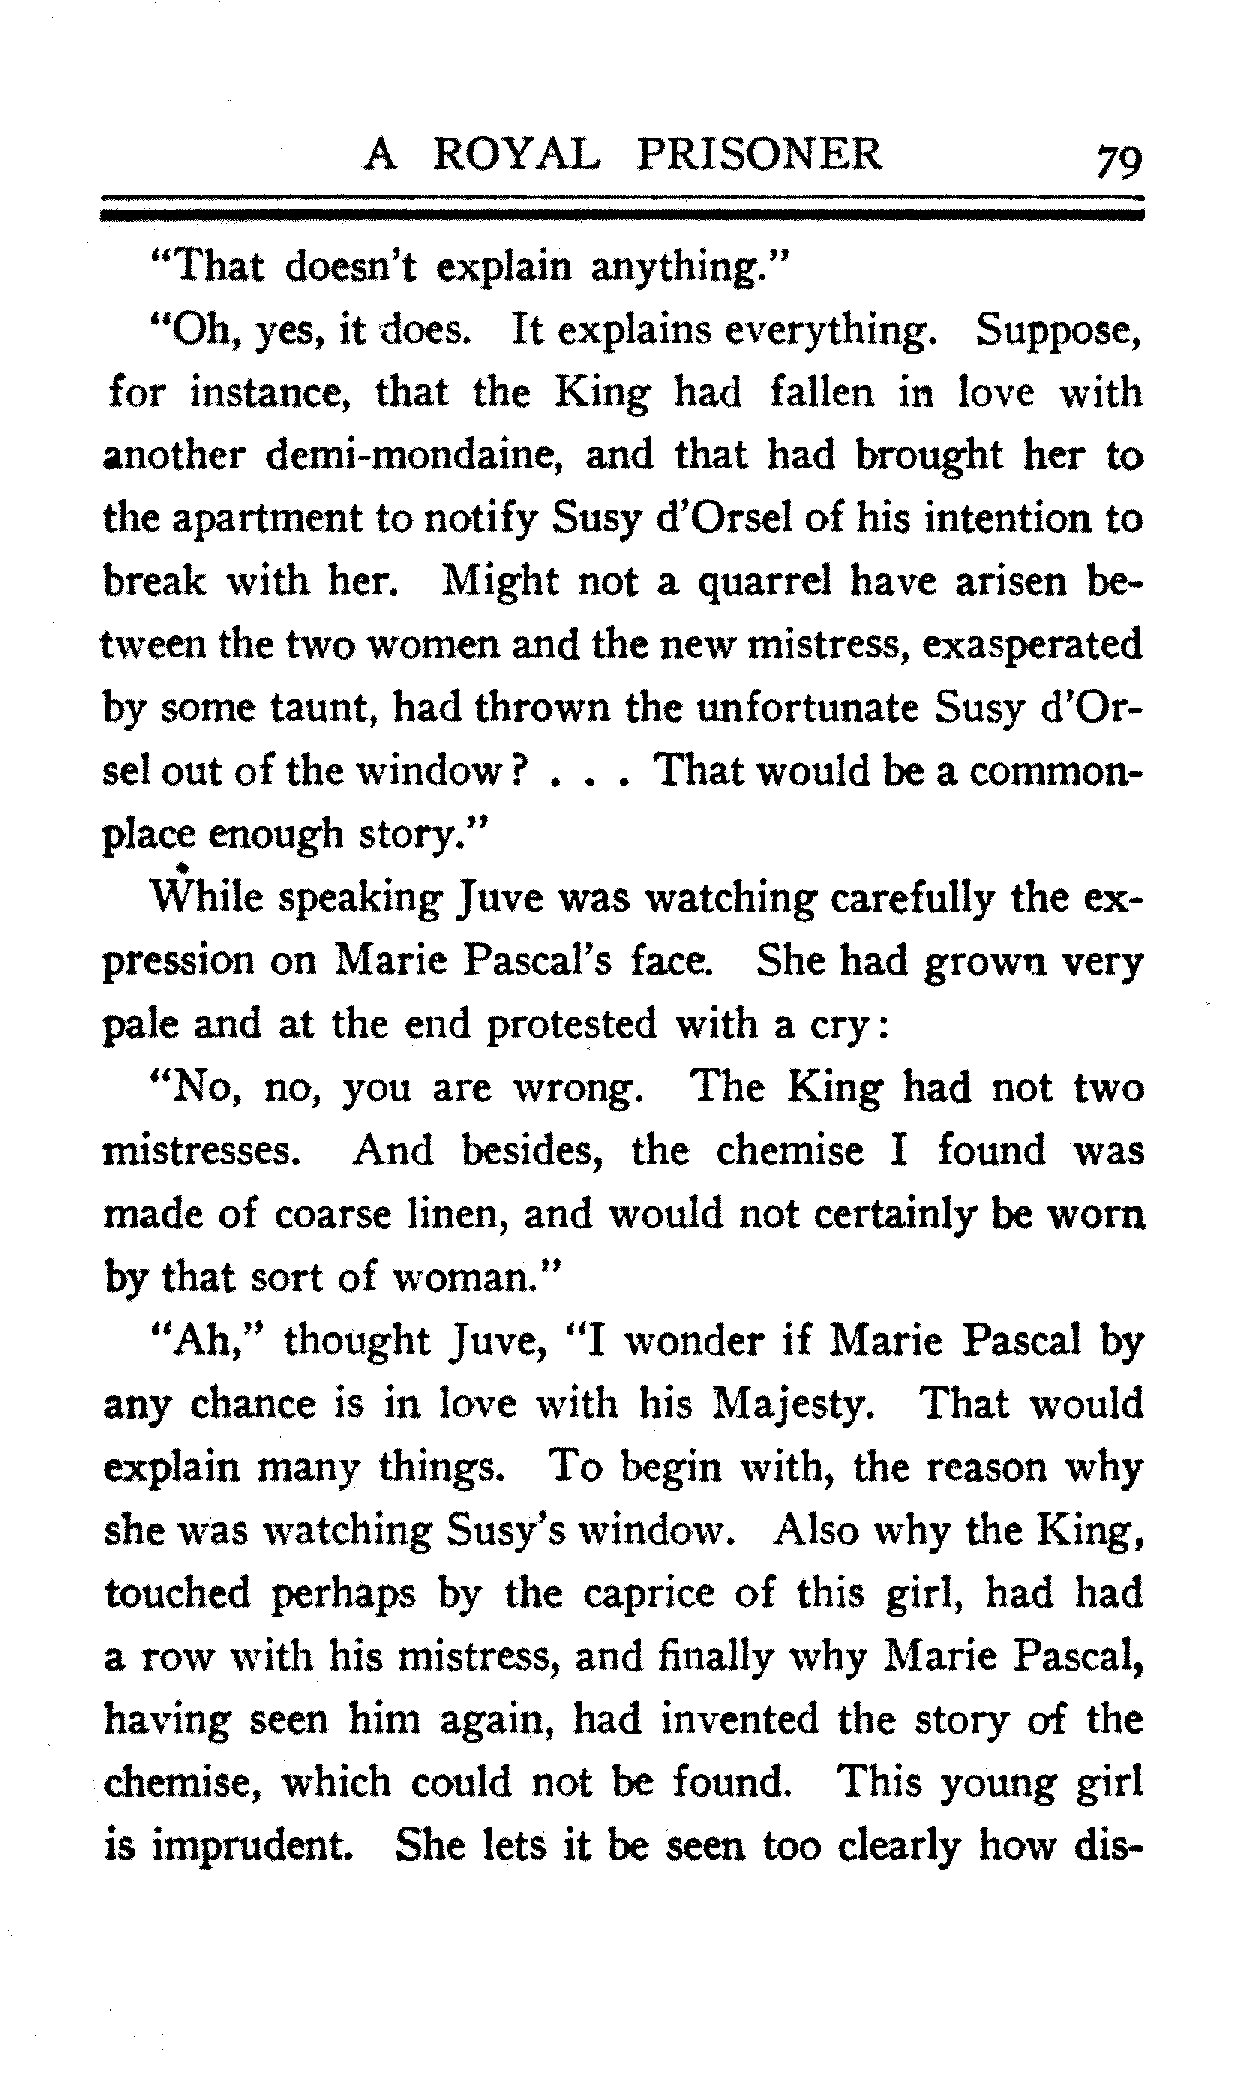 A ROYAL PRISONER 79
"That doesn't explain anything."
"Oh, yes, it does. It explains everything. Suppose,
for instance, that the King had fallen in love with
another demi-mondaine, and that had brought her to
the apartment to notify Susy d'Orsel of his intention to
break with her. Might not a quarrel have arisen be-
tween the two women and the new mistress, exasperated
by some taunt, had thrown the unfortunate Susy d'Or-
sel out of the window? . . . That would be a common-
place enough story."
While speaking Juve was watching carefully the ex-
pression on Marie Pascal's face. She had grown very
pale and at the end protested with a cry:
"No, no, you are wrong. The King had not two
mistresses. And besides, the chemise I found was
made of coarse linen, and would not certainly be worn
by that sort of woman."
"Ah," thought Juve, "I wonder if Marie Pascal by
any chance is in love with his Majesty. That would
explain many things. To begin with, the reason why
she was watching Susy's window. Also why the King,
touched perhaps by the caprice of this girl, had had
a row with his mistress, and finally why Marie Pascal,
having seen him again, had invented the story of the
chemise, which could not be found. This young girl
is imprudent. She lets it be seen too clearly how dis-